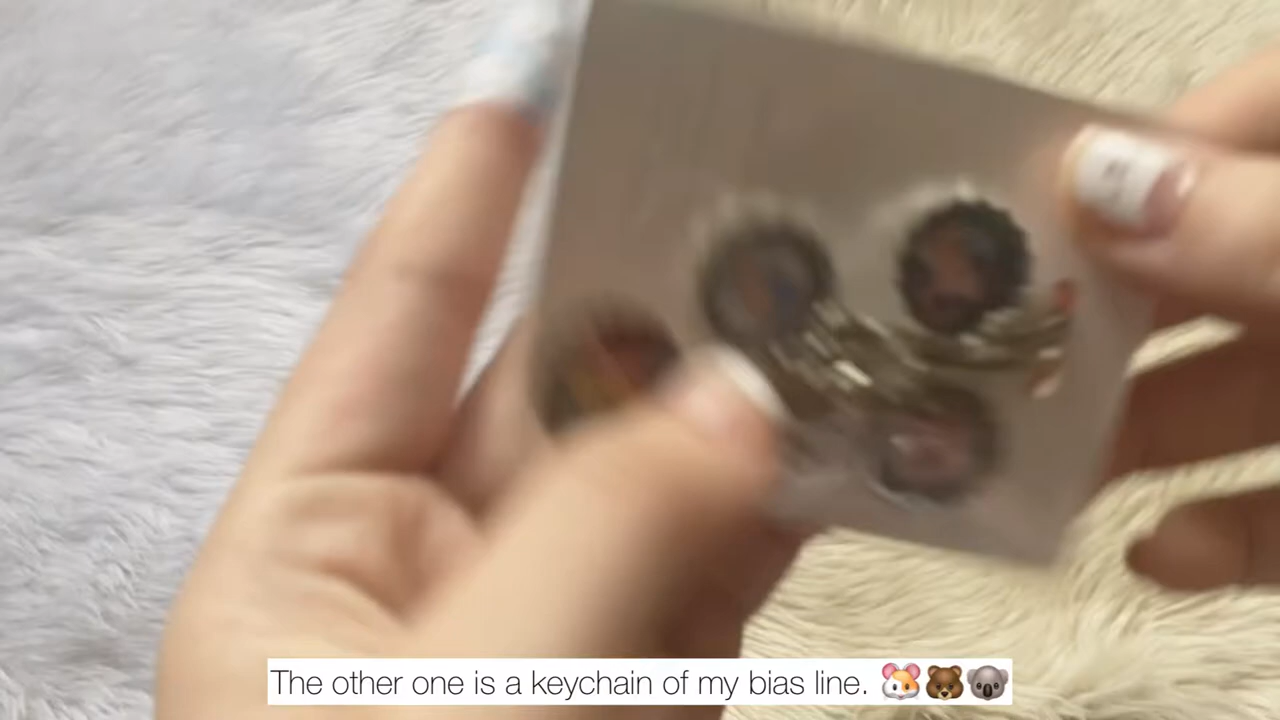 The other one is a keychain of my bias line. 🐹🐻🐨